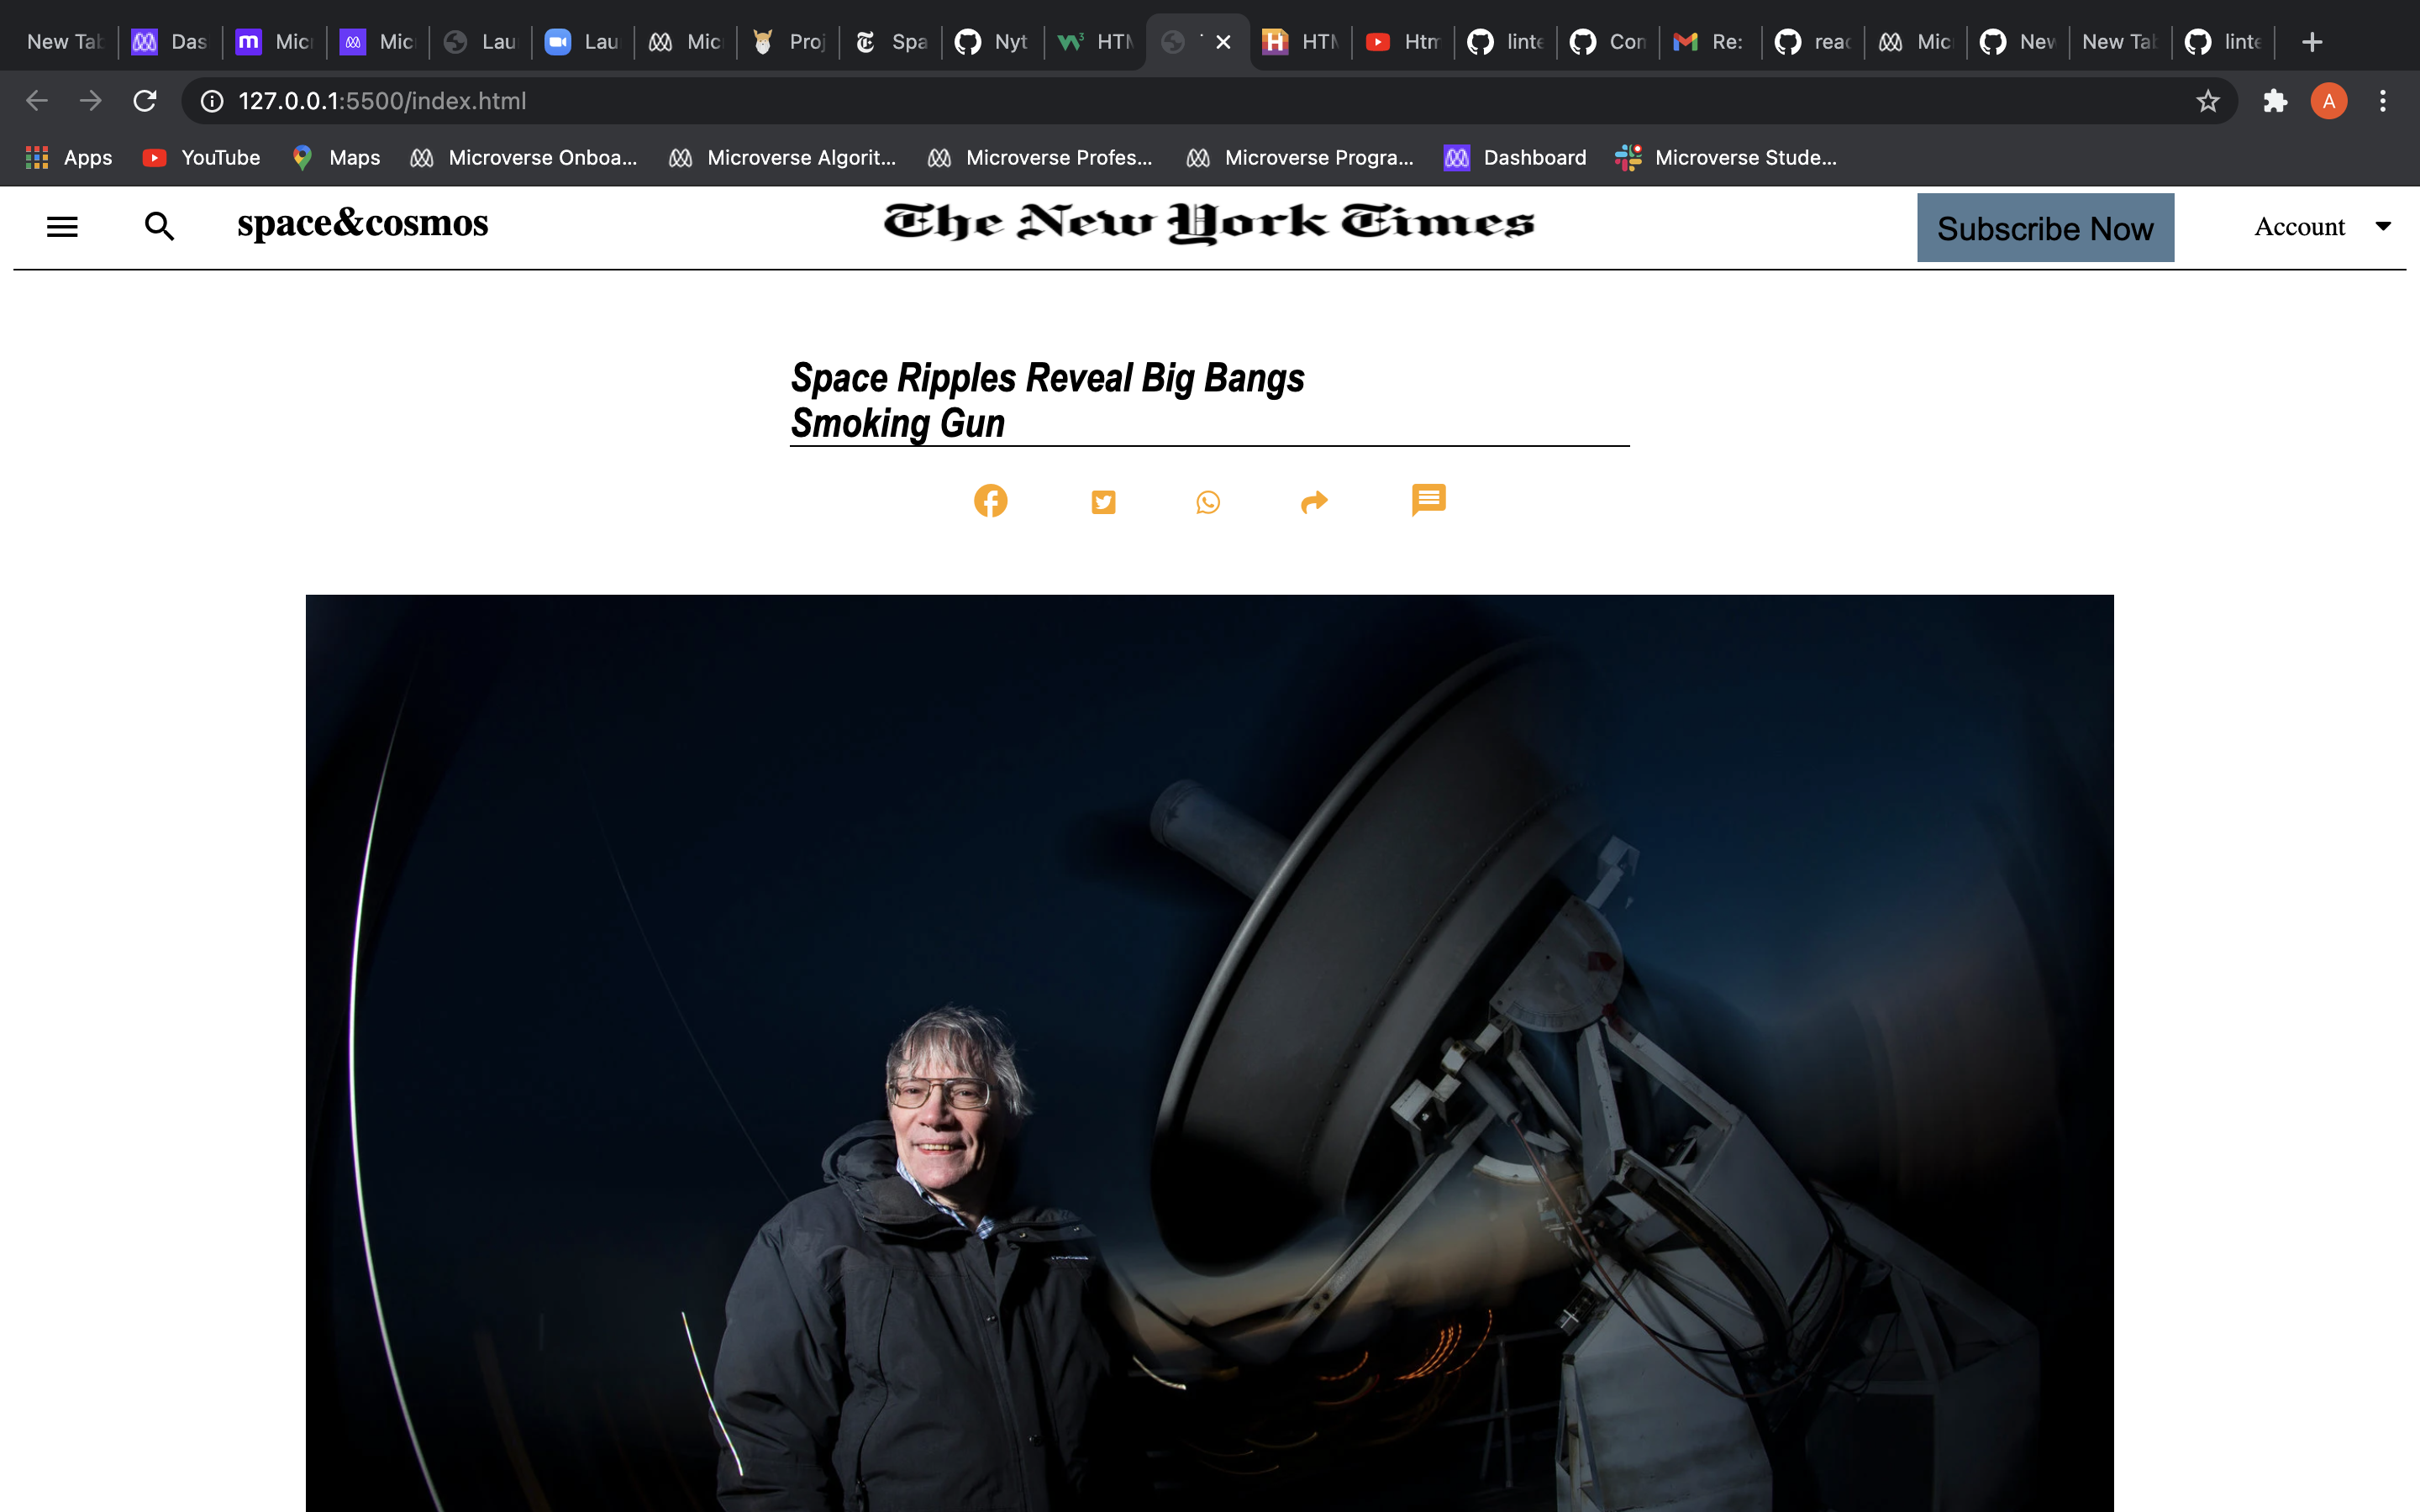 New Tab Das Mic Mic Lau Lau Mic Proj Spa Nyt HTM HTM Htm linte Con Re: reac Mic New New Tab linte
127.0.0.1:5500/index.html
Apps YouTube Maps Microverse Onboa... Microverse Algorit... Microverse Profes... Microverse Progra... Dashboard Microverse Stude...
space&cosmos The New York Times Subscribe Now Account
Space Ripples Reveal Big Bangs
Smoking Gun